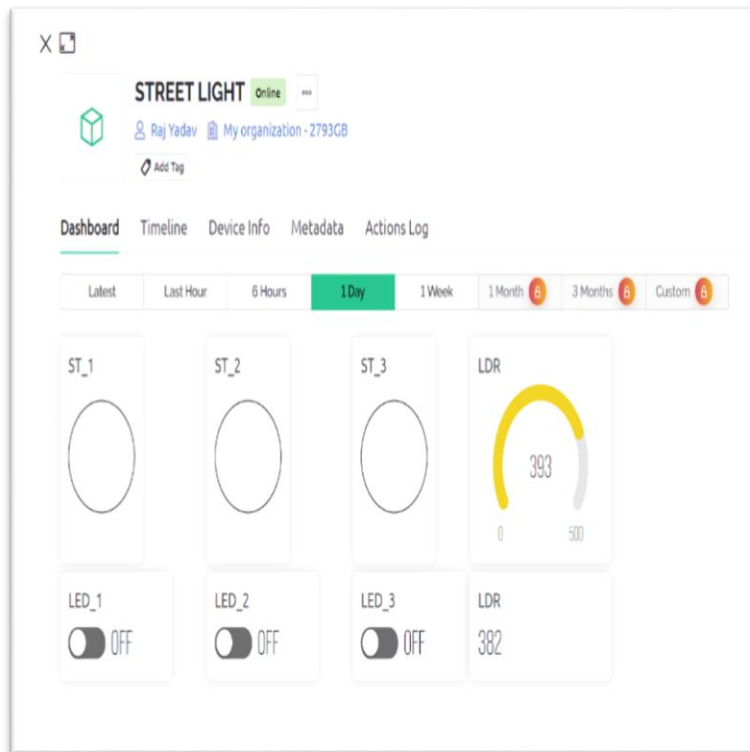 STREET LIGHT Online
Raj Yadav My organization - 2793GB
Add Tag
Dashboard Timeline Device Info Metadata Actions Log
Latest Last Hour 6 Hours 1 Day 1 Week 1 Month 3 Months Custom
ST_1 ST_2 ST_3 LDR
393
0 500
LED_1 LED_2 LED_3 LDR
OFF OFF OFF 382